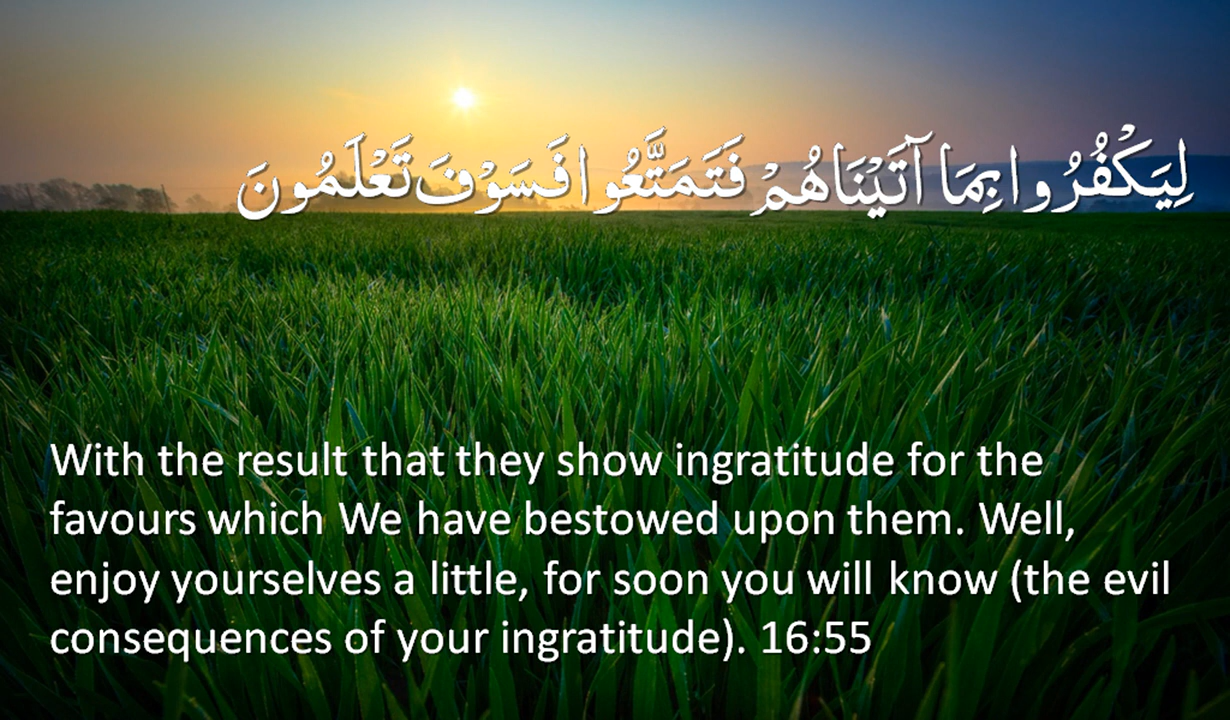 لِيَكْفُرُوا بِمَا آتَيْنَاهُمْ فَتَمَتَّعُوا فَسَوْفَ تَعْلَمُونَ
With the result that they show ingratitude for the
favours which We have bestowed upon them. Well,
enjoy yourselves a little, for soon you will know (the evil
consequences of your ingratitude). 16:55